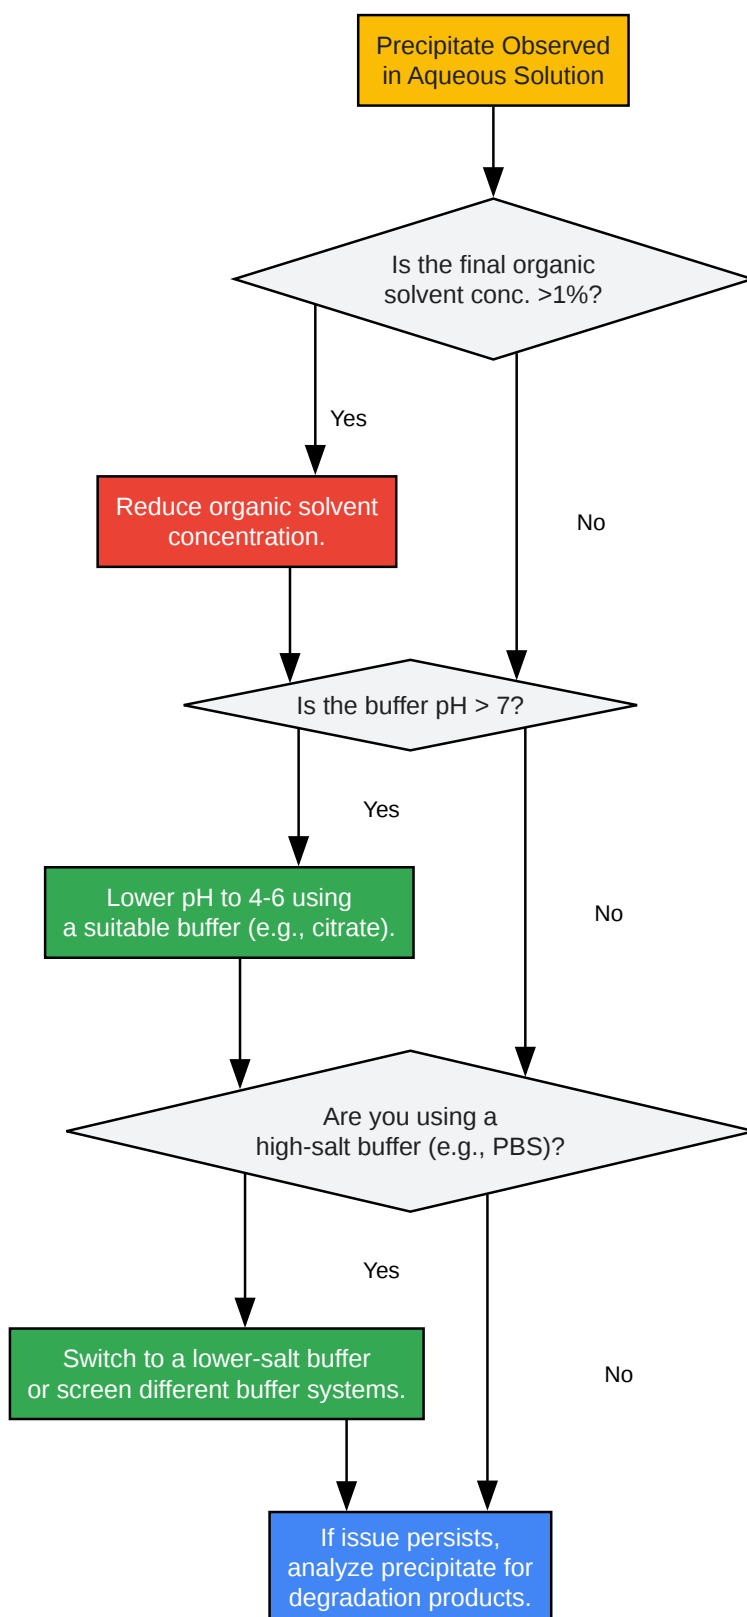 Precipitate Observed
in Aqueous Solution
Is the final organic
solvent conc. >1%?
Yes
Reduce organic solvent
concentration.
No
Is the buffer pH > 7?
Yes
Lower pH to 4-6 using
a suitable buffer (e.g., citrate).
No
Are you using a
high-salt buffer (e.g., PBS)?
Yes
Switch to a lower-salt buffer
or screen different buffer systems.
No
If issue persists,
analyze precipitate for
degradation products.